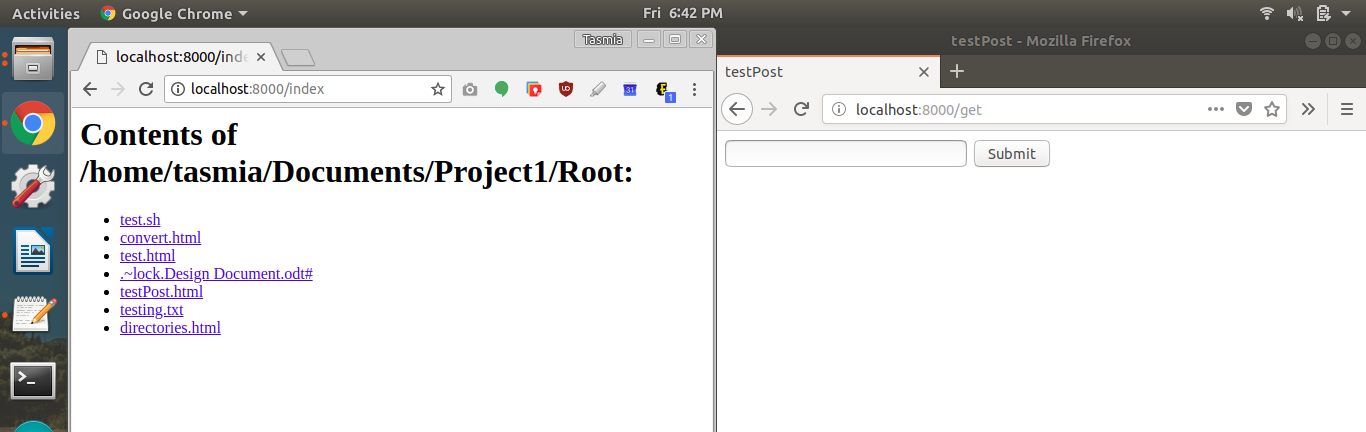 Activities Google Chrome Fri 6:42 PM
Tasmia
localhost:8000/inde
localhost:8000/index
31
1
Contents of
/home/tasmia/Documents/Project1/Root:
test.sh
convert.html
test.html
.~lock.Design Document.odt#
testPost.html
testing.txt
directories.html
testPost - Mozilla Firefox
testPost
localhost:8000/get
Submit